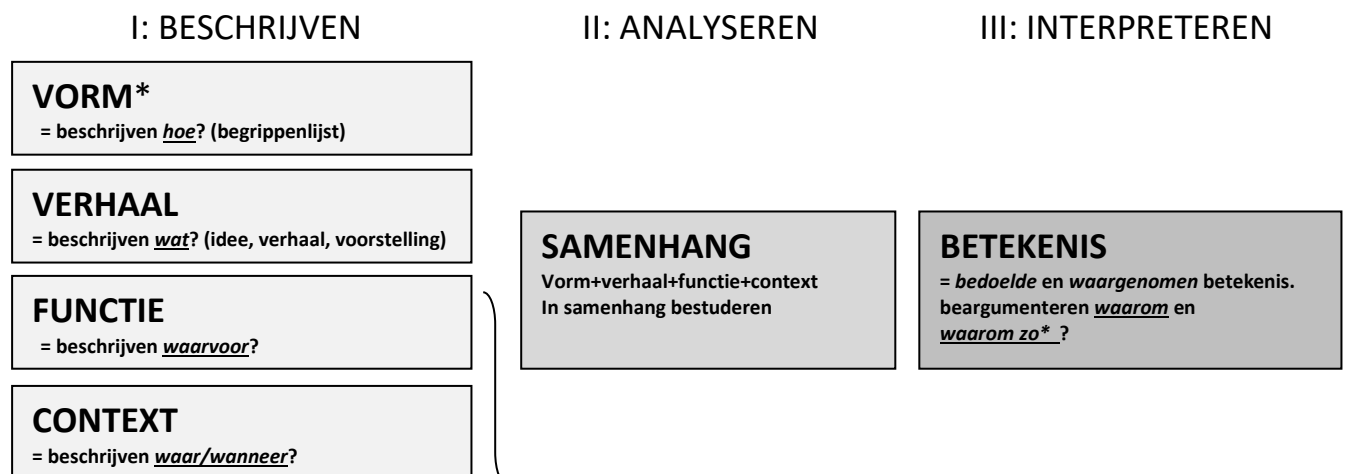 I: BESCHRIJVEN
II: ANALYSEREN
III: INTERPRETEREN
VORM*
= beschrijven hoe? (begrippenlijst)
VERHAAL
= beschrijven wat? (idee, verhaal, voorstelling)
FUNCTIE
= beschrijven waarvoor?
CONTEXT
= beschrijven waar/wanneer?
SAMENHANG
Vorm+verhaal+functie+context
In samenhang bestuderen
BETEKENIS
= bedoelde en waargenomen betekenis.
beargumenteren waarom en
waarom zo* ?